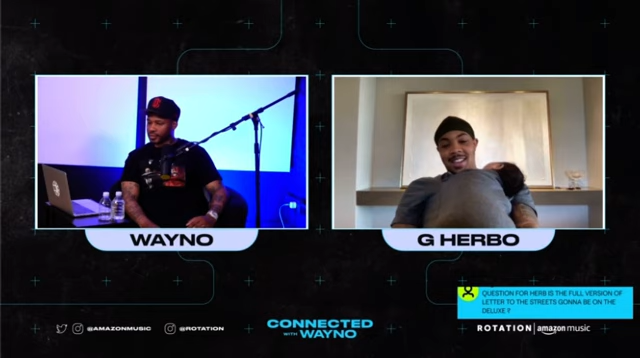 WAYNO
G HERBO
QUESTION FOR HERB IS THE FULL VERSION OF
LETTER TO THE STREETS GONNA BE ON THE
DELUXE ?
@AMAZONMUSIC @ROTATION
CONNECTED
WITH WAYNO
ROTATION | amazon music